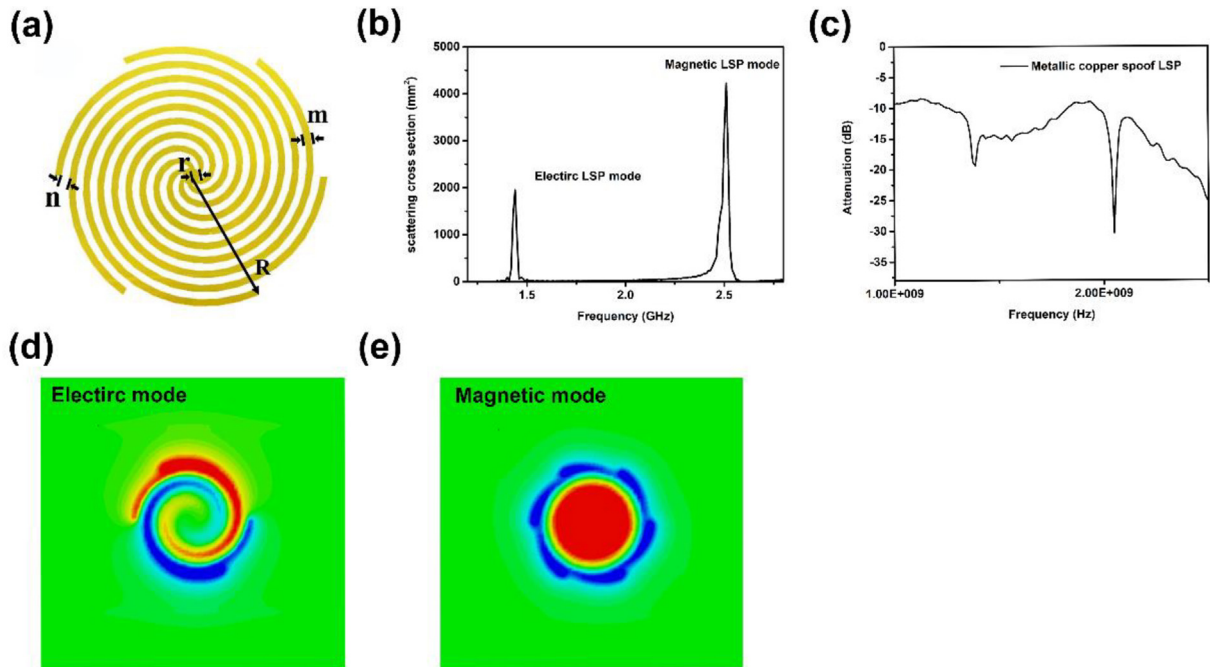 (a)
m
r
n
R
(b)
5000
4000
3000
2000
1000
0
scattering cross section (mm²)
Magnetic LSP mode
Electirc LSP mode
1.5
2.0
2.5
Frequency (GHz)
(c)
0
-5
-10
-15
-20
-25
-30
-35
Attenuation (dB)
Metallic copper spoof LSP
1.00E+009
2.00E+009
Frequency (Hz)
(d)
Electirc mode
(e)
Magnetic mode